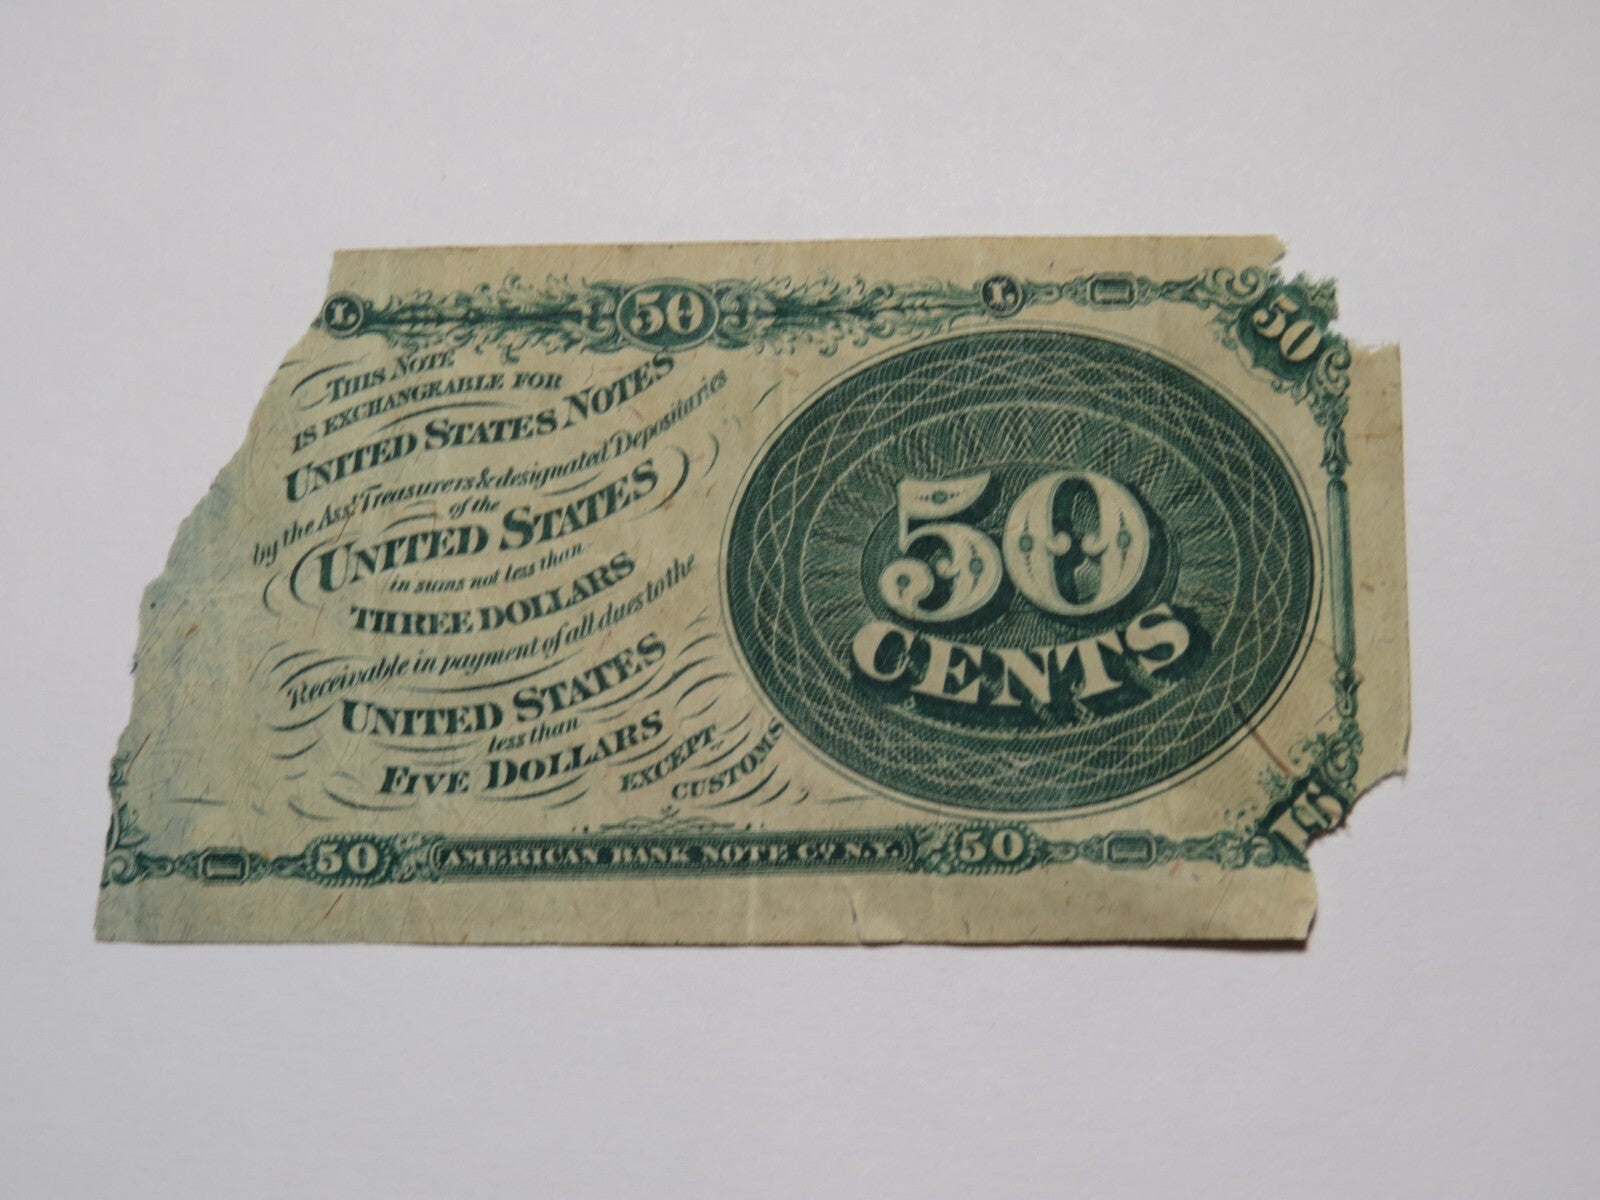 L
50
L
50
THIS NOTE
IS EXCHANGEABLE FOR
UNITED STATES NOTES
by the Asst. Treasurers & designated Depositaries
of the
UNITED STATES
in sums not less than
THREE DOLLARS
Receivable in payment of all dues to the
UNITED STATES
less than
FIVE DOLLARS
EXCEPT
CUSTOMS
50
CENTS
50
AMERICAN BANK NOTE CO. N.Y.
50